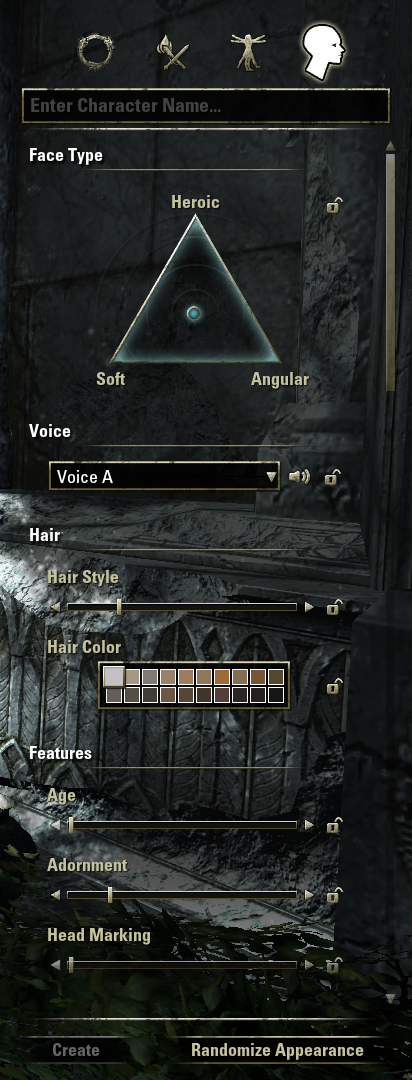 Enter Character Name...
Face Type
Heroic
Soft
Angular
Voice
Voice A
Hair
Hair Style
Hair Color
Features
Age
Adornment
Head Marking
Create
Randomize Appearance